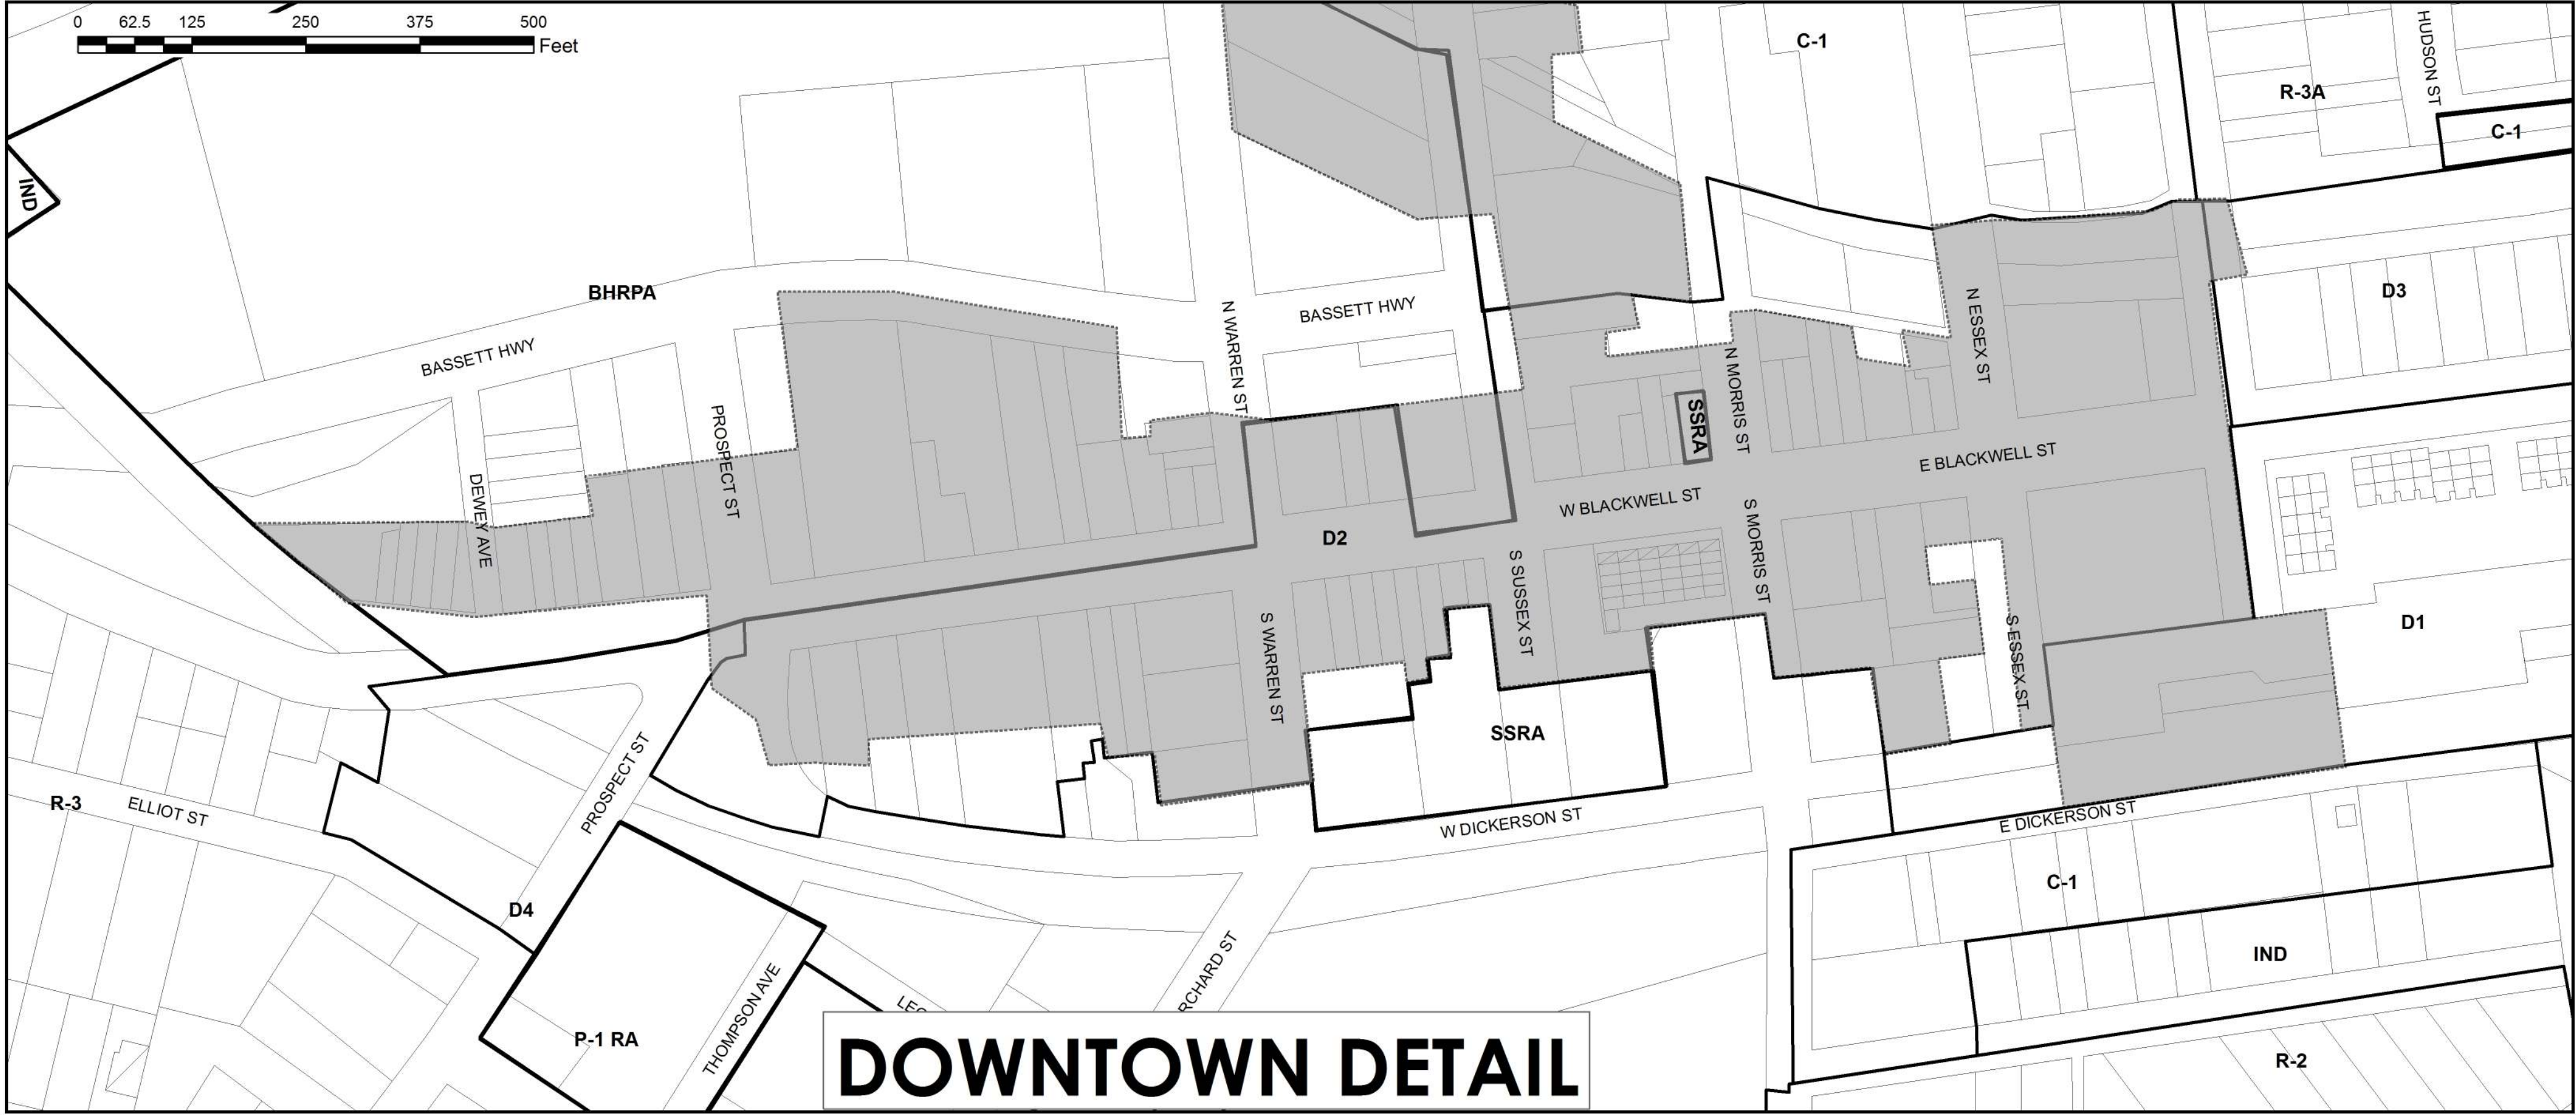 0 62.5 125 250 375 500
Feet
C-1
HUDSON ST
R-3A
C-1
IND
BHRPA
BASSETT HWY
BASSETT HWY
N WARREN ST
N ESSEX ST
D3
N MORRIS ST
SSRA
PROSPECT ST
DEWEY AVE
E BLACKWELL ST
W BLACKWELL ST
D2
S MORRIS ST
S SUSSEX ST
S WARREN ST
S ESSEX ST
D1
SSRA
PROSPECT ST
R-3
ELLIOT ST
W DICKERSON ST
E DICKERSON ST
C-1
D4
IND
RCHARD ST
THOMPSON AVE
P-1 RA
R-2
DOWNTOWN DETAIL